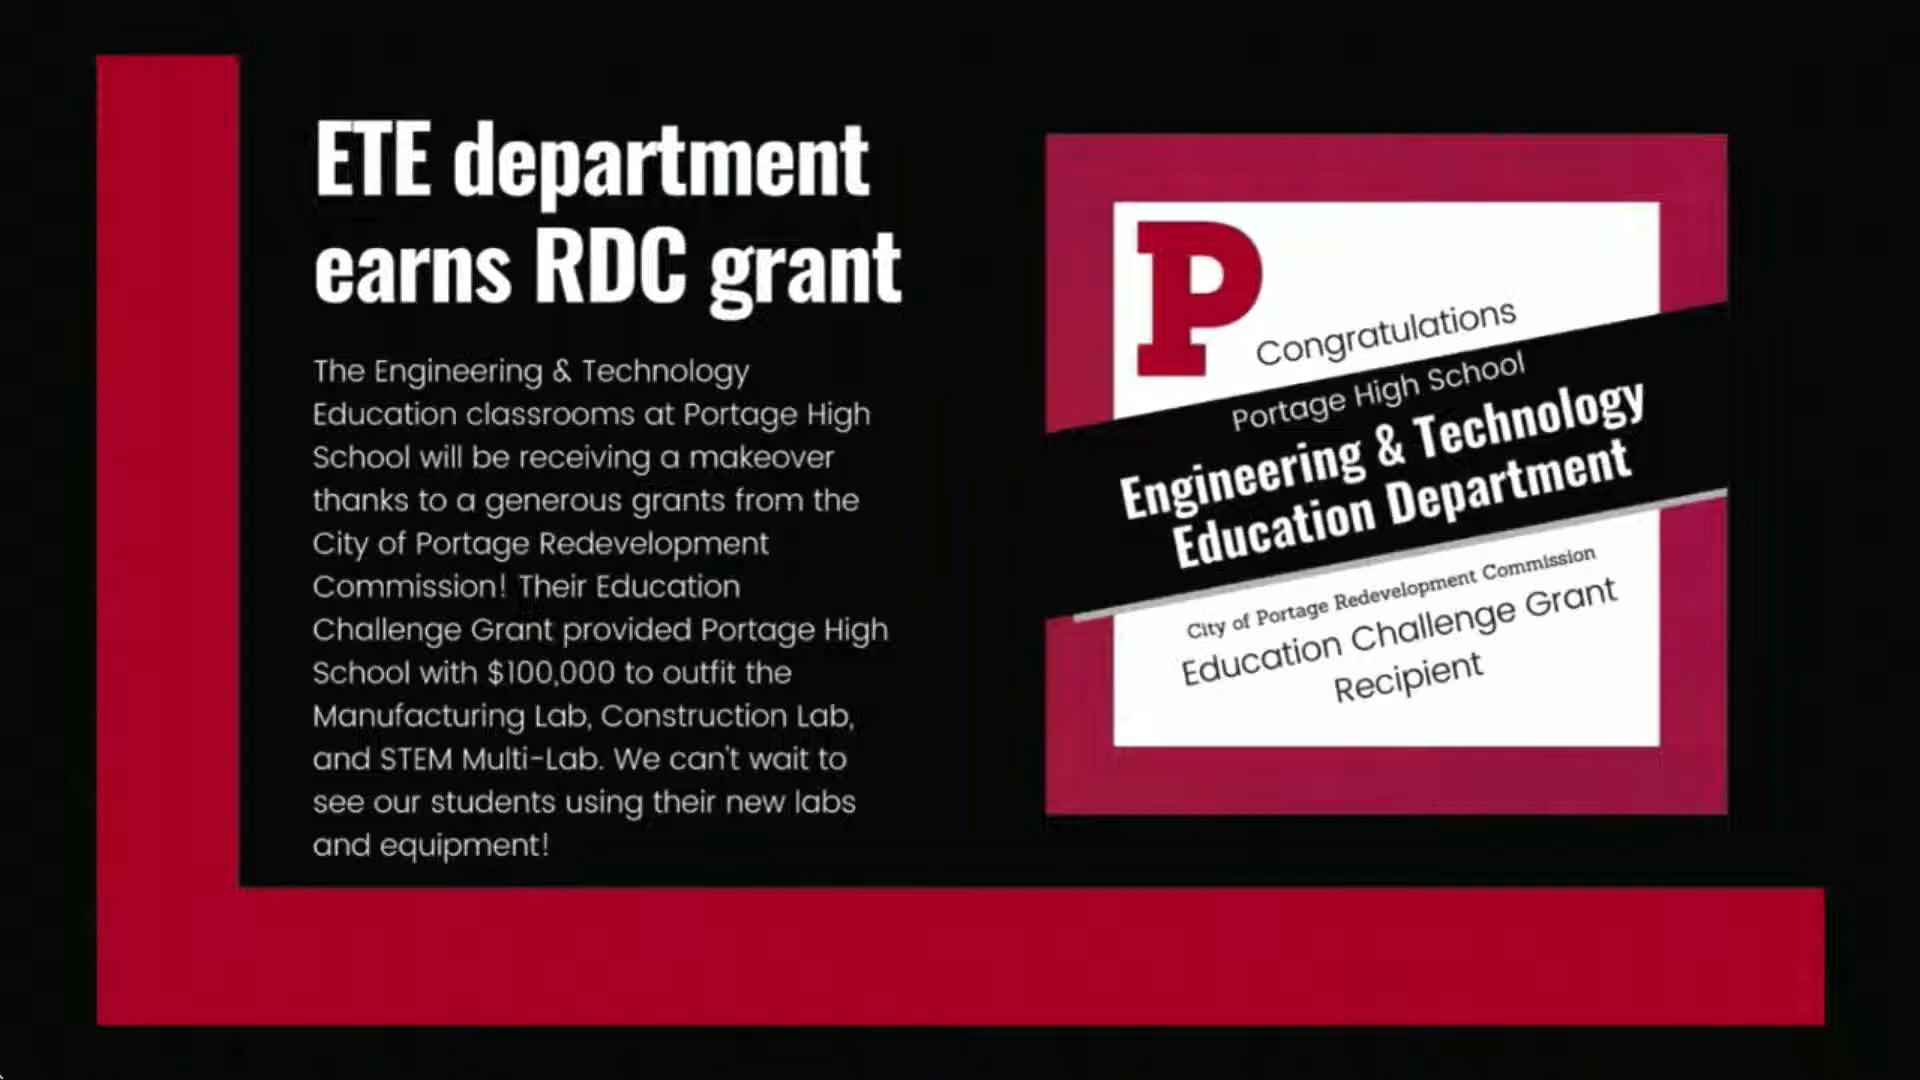 ETE department
earns RDC grant
The Engineering & Technology
Education classrooms at Portage High
School will be receiving a makeover
thanks to a generous grants from the
City of Portage Redevelopment
Commission! Their Education
Challenge Grant provided Portage High
School with $100,000 to outfit the
Manufacturing Lab, Construction Lab,
and STEM Multi-Lab. We can't wait to
see our students using their new labs
and equipment!
P
Congratulations
Portage High School
Engineering & Technology
Education Department
City of Portage Redevelopment Commission
Education Challenge Grant
Recipient